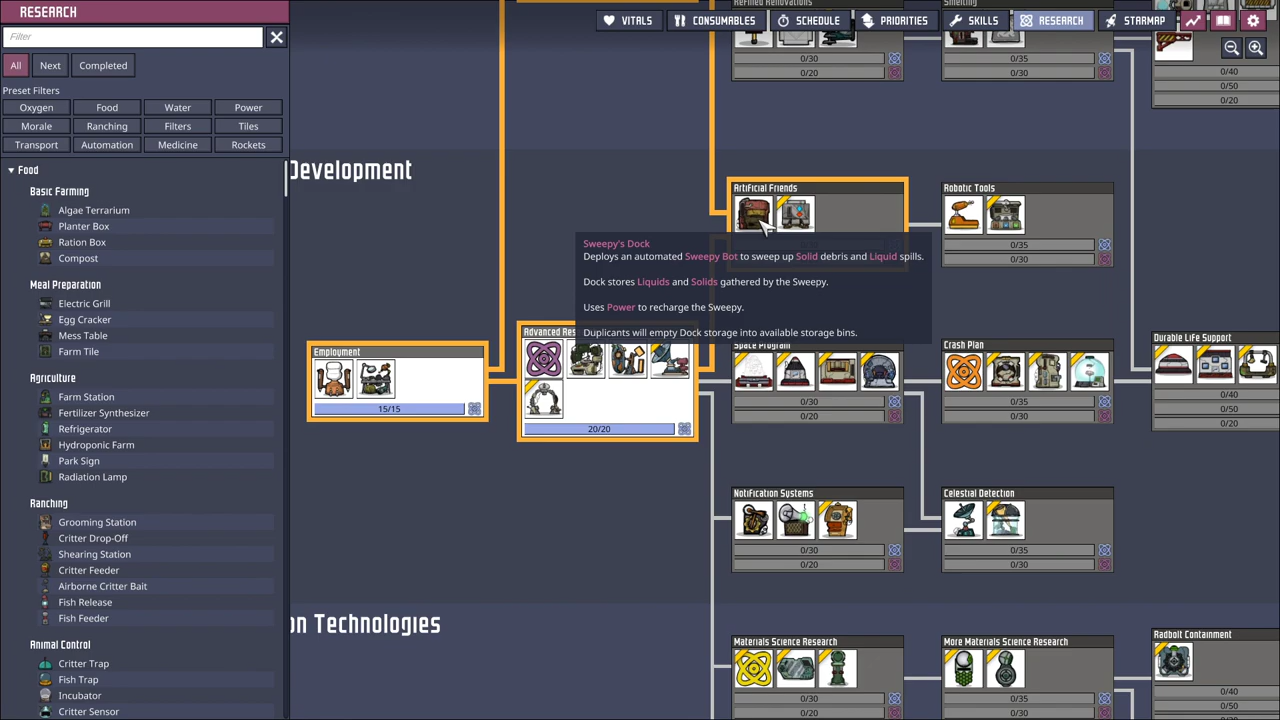 RESEARCH
Filter
All
Next
Completed
Preset Filters
Oxygen
Food
Water
Power
Morale
Ranching
Filters
Tiles
Transport
Automation
Medicine
Rockets
Food
Basic Farming
Algae Terrarium
Planter Box
Ration Box
Compost
Meal Preparation
Electric Grill
Egg Cracker
Mess Table
Farm Tile
Agriculture
Farm Station
Fertilizer Synthesizer
Refrigerator
Hydroponic Farm
Park Sign
Radiation Lamp
Ranching
Grooming Station
Critter Drop-Off
Shearing Station
Critter Feeder
Airborne Critter Bait
Fish Release
Fish Feeder
Animal Control
Critter Trap
Fish Trap
Incubator
Critter Sensor
VITALS
CONSUMABLES
SCHEDULE
PRIORITIES
SKILLS
RESEARCH
STARMAP
Refined Renovations
0/30
0/20
Smelting
0/35
0/30
0/40
0/50
0/20
Development
Artificial Friends
Robotic Tools
0/35
0/30
Sweepy's Dock
Deploys an automated Sweepy Bot to sweep up Solid debris and Liquid spills.
Dock stores Liquids and Solids gathered by the Sweepy.
Uses Power to recharge the Sweepy.
Duplicants will empty Dock storage into available storage bins.
Employment
15/15
Advanced Res
20/20
Space Program
0/30
0/20
Crash Plan
0/35
0/30
Durable Life Support
0/40
0/50
0/20
Notification Systems
0/30
0/20
Celestial Detection
0/35
0/30
on Technologies
Materials Science Research
0/30
0/20
More Materials Science Research
0/35
0/30
Radbolt Containment
0/40
0/50